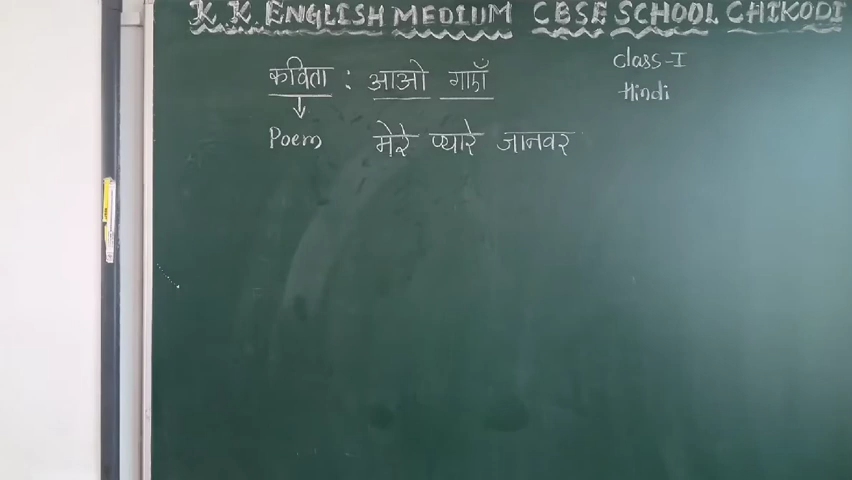 K.K. ENGLISH MEDIUM CBSE SCHOOL CHIKODI
class-I
कविता : आओ गाएँ
Hindi
↓
Poem मेरे प्यारे जानवर